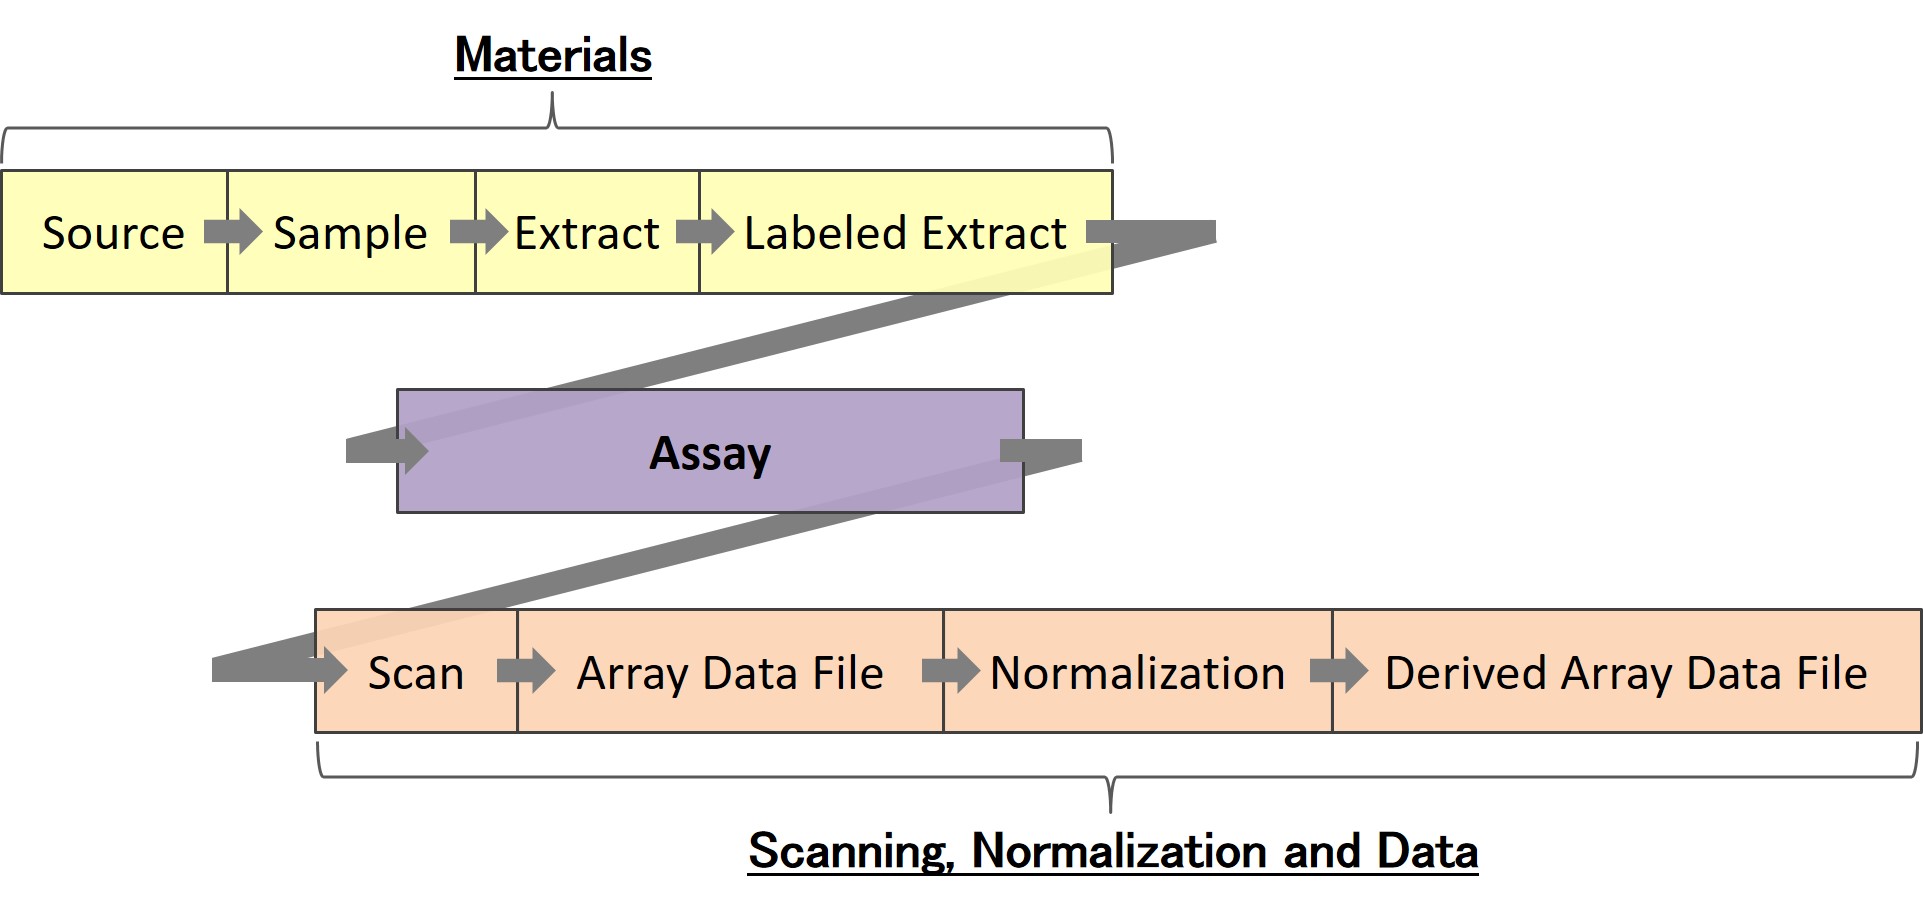 Materials
Source Sample Extract Labeled Extract
Assay
Scan Array Data File Normalization Derived Array Data File
Scanning, Normalization and Data